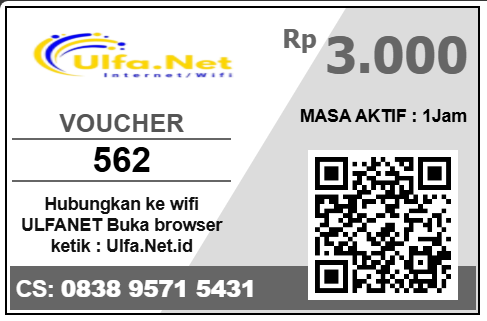 Ulfa.Net
Internet/Wifi
Rp 3.000
MASA AKTIF : 1Jam
VOUCHER
562
Hubungkan ke wifi
ULFANET Buka browser
ketik : Ulfa.Net.id
CS: 0838 9571 5431